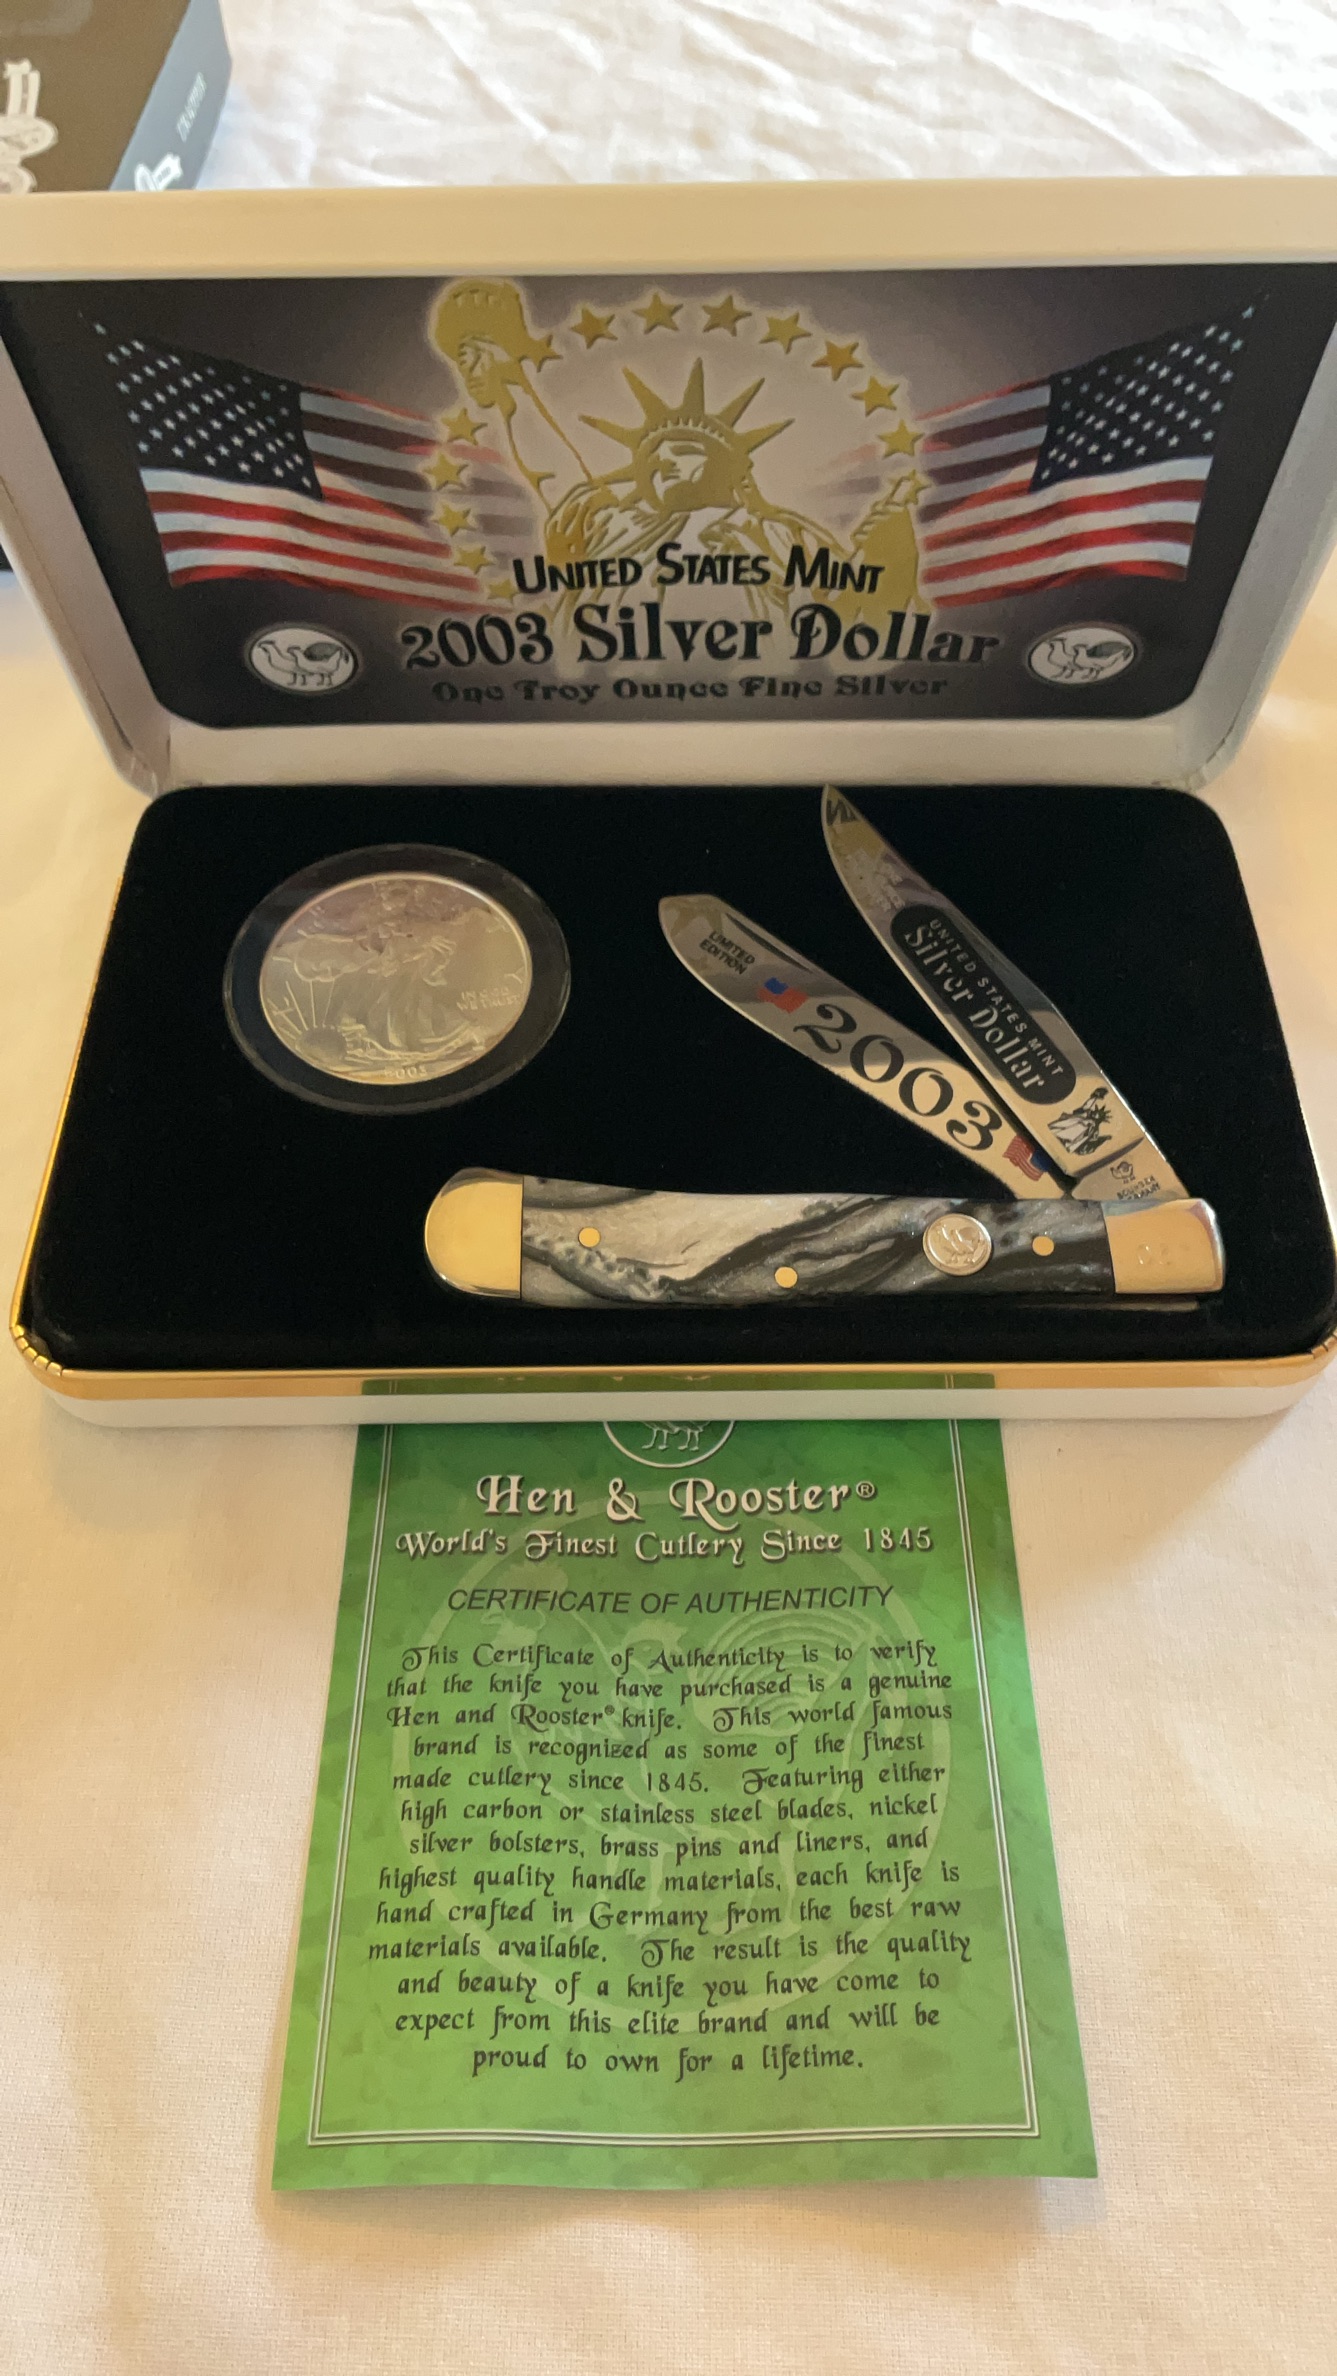 UNITED STATES MINT
2003 Silver Dollar
One Troy Ounce Fine Silver
IN GOD
WE TRUST
2003
LIMITED
EDITION
2003
UNITED STATES MINT
Silver Dollar
Hen & Rooster®
World's Finest Cutlery Since 1845
CERTIFICATE OF AUTHENTICITY
This Certificate of Authenticity is to verify
that the knife you have purchased is a genuine
Hen and Rooster® knife. This world famous
brand is recognized as some of the finest
made cutlery since 1845. Featuring either
high carbon or stainless steel blades, nickel
silver bolsters, brass pins and liners, and
highest quality handle materials, each knife is
hand crafted in Germany from the best raw
materials available. The result is the quality
and beauty of a knife you have come to
expect from this elite brand and will be
proud to own for a lifetime.